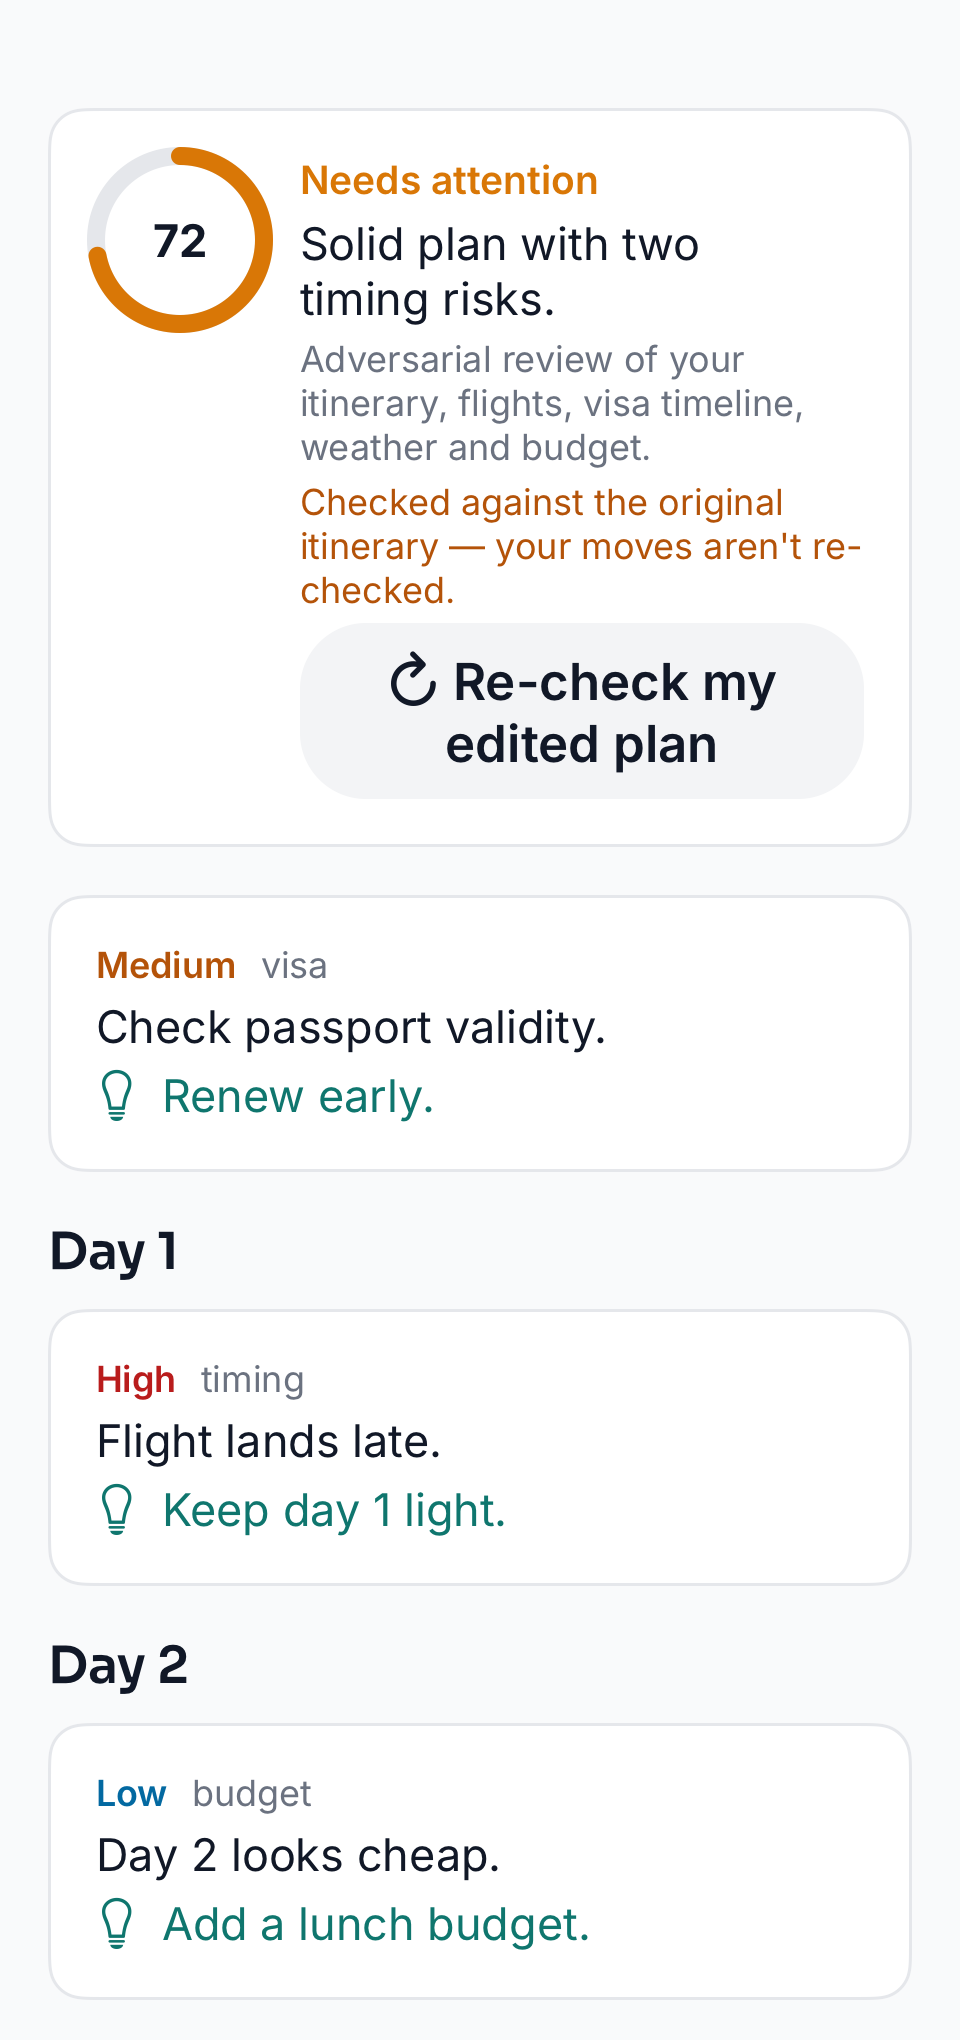 72
Needs attention
Solid plan with two
timing risks.
Adversarial review of your
itinerary, flights, visa timeline,
weather and budget.
Checked against the original
itinerary — your moves aren't re-
checked.
Re-check my
edited plan
Medium visa
Check passport validity.
Renew early.
Day 1
High timing
Flight lands late.
Keep day 1 light.
Day 2
Low budget
Day 2 looks cheap.
Add a lunch budget.